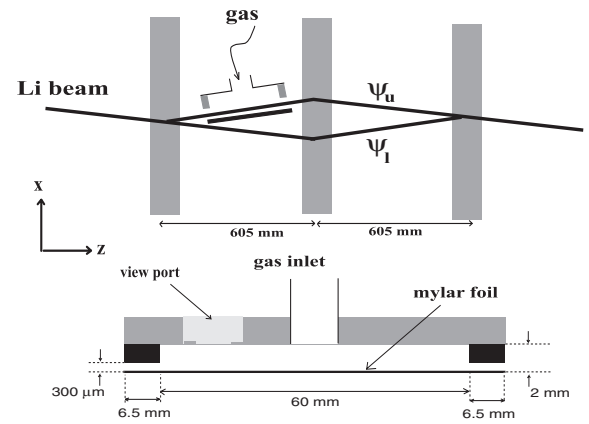 gas
Li beam
Ψu
Ψl
x
z
605 mm
605 mm
gas inlet
view port
mylar foil
300 μm
6.5 mm
60 mm
6.5 mm
2 mm